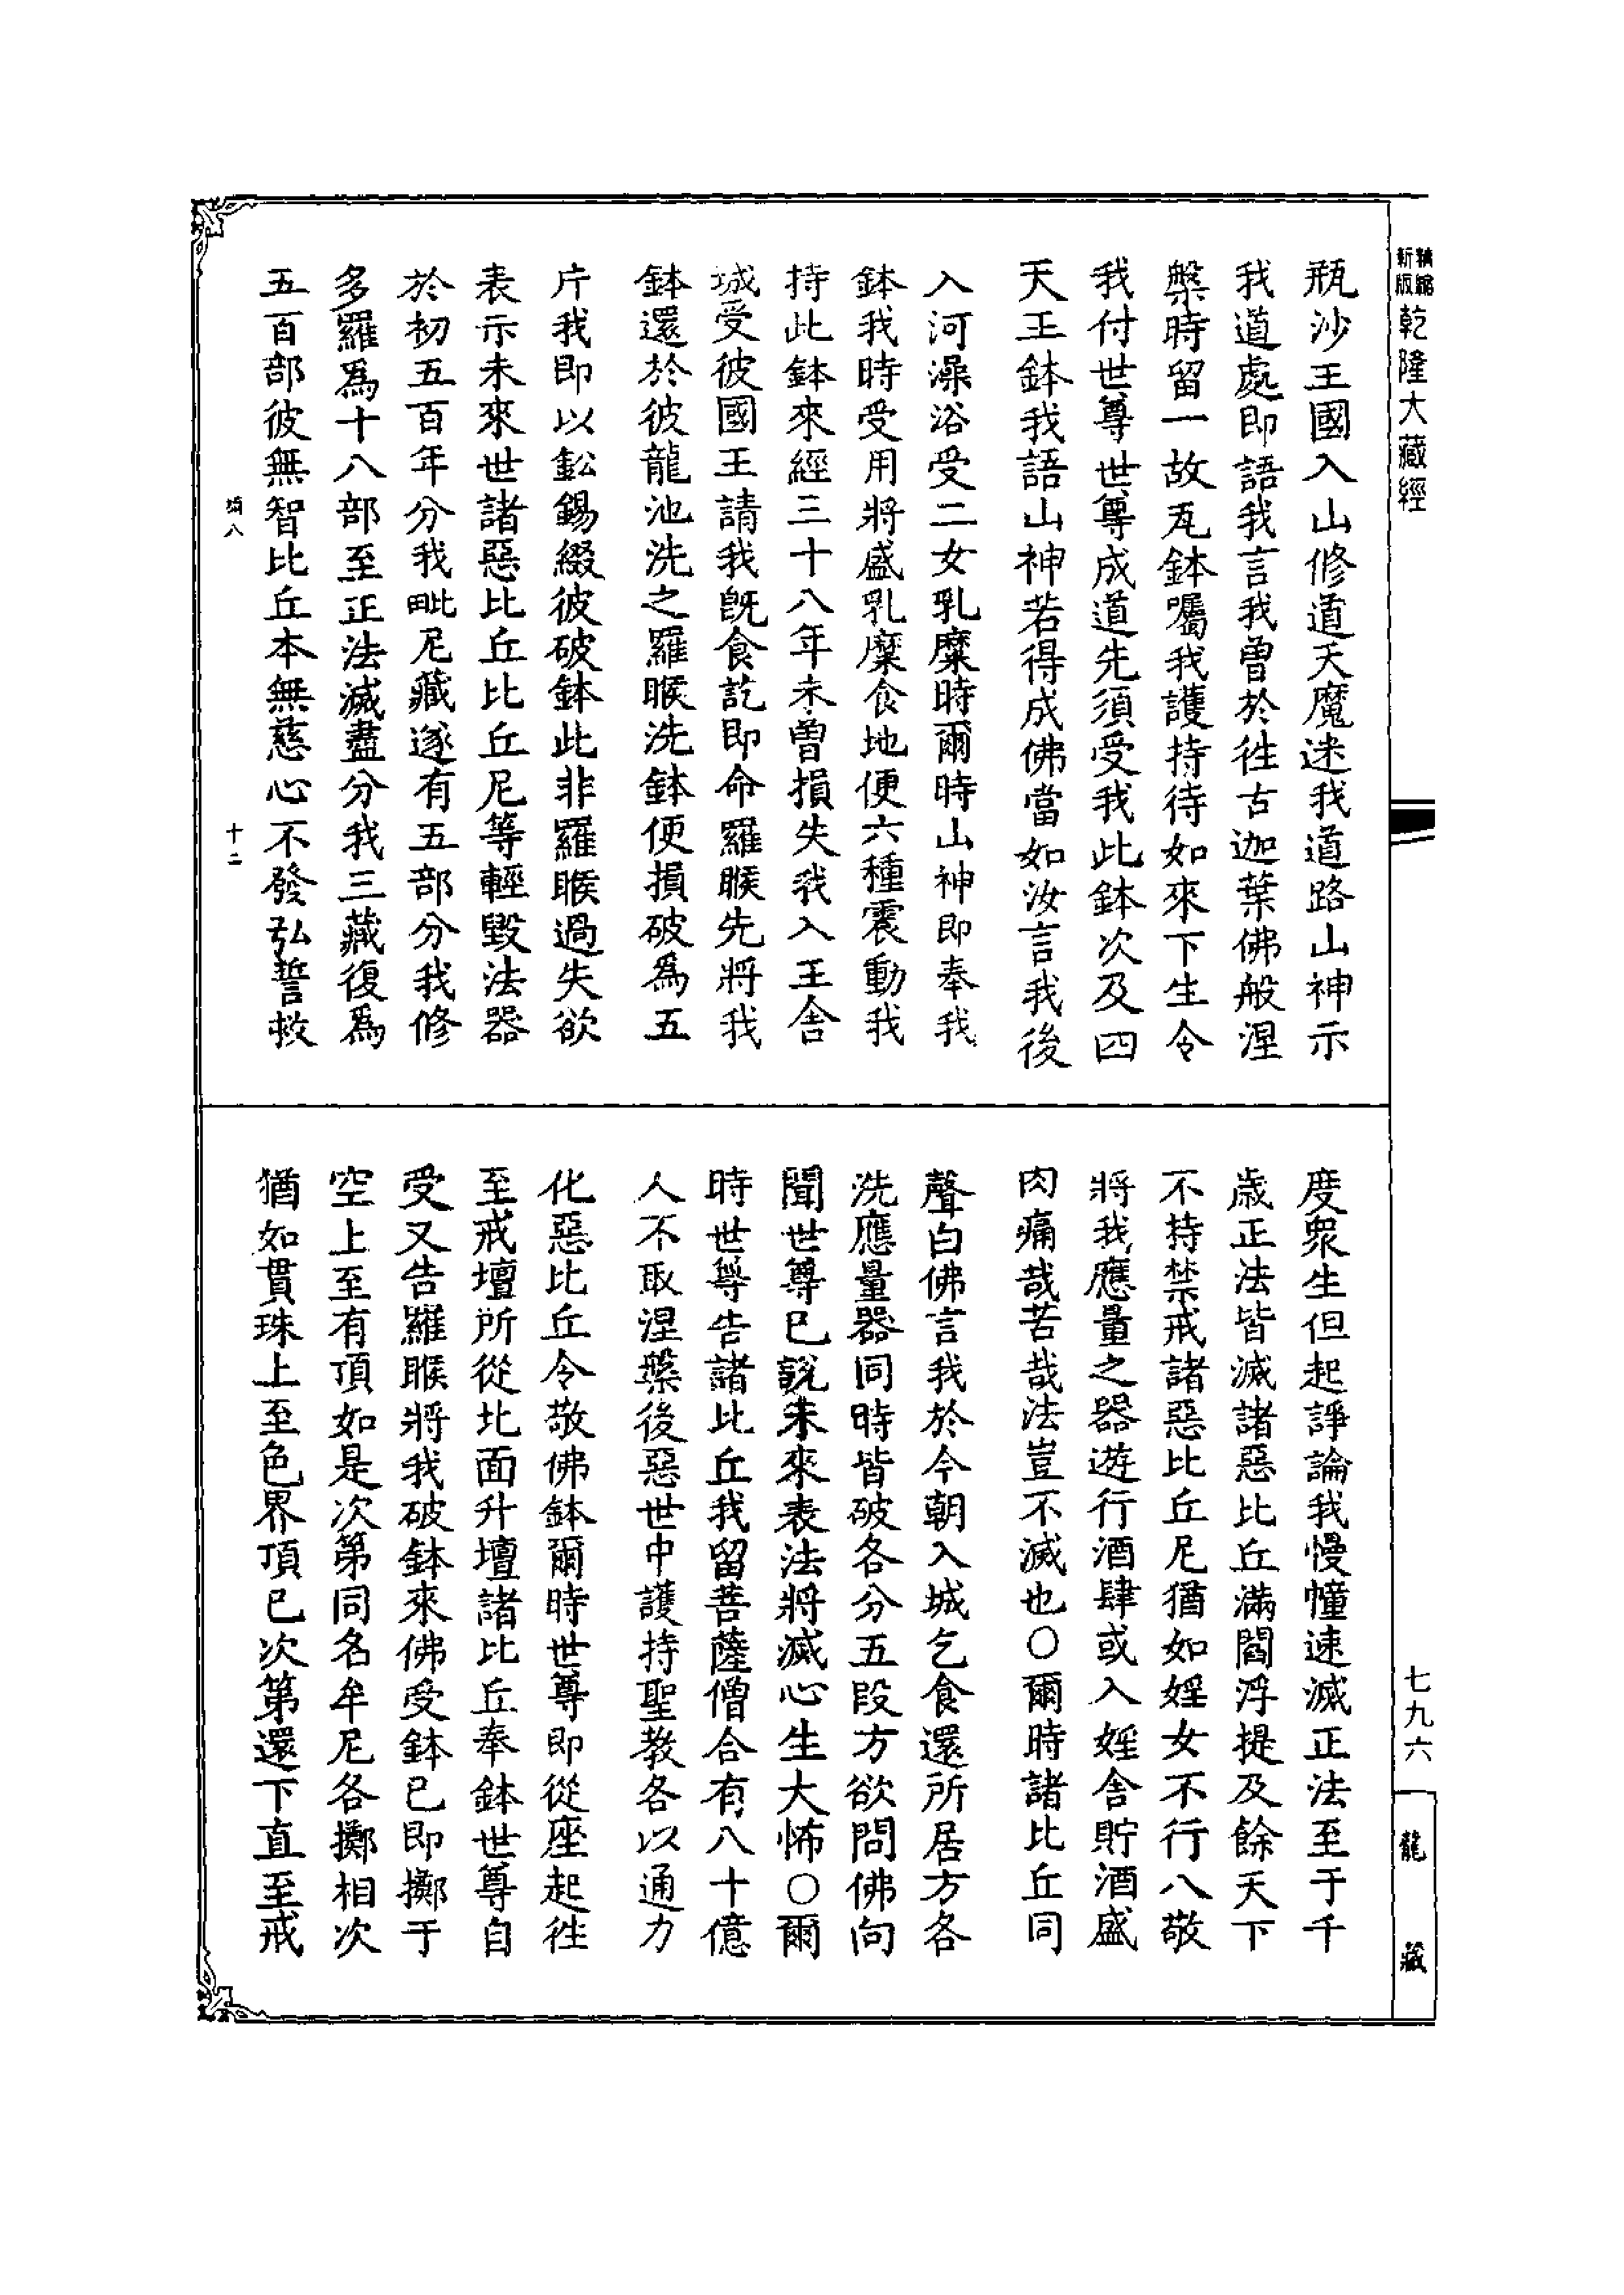 精縮
新版
乾隆大藏經
瓶沙王國入山修道天魔迷我道路山神示
我道處即語我言我曾於往古迦葉佛般涅
槃時留一故瓦鉢囑我護持待如來下生令
我付世尊世尊成道先須受我此鉢次及四
天王鉢我語山神若得成佛當如汝言我後
入河澡浴受二女乳糜時爾時山神即奉我
鉢我時受用將盛乳糜食地便六種震動我
持此鉢來經三十八年未曾損失我入王舍
城受彼國王請我既食訖即命羅睺先將我
鉢還於彼龍池洗之羅睺洗鉢便損破為五
片我即以鉛錫綴彼破鉢此非羅睺過失欲
表示未來世諸惡比丘比丘尼等輕毀法器
於初五百年分我毗尼藏遂有五部分我修
多羅爲十八部至正法滅盡分我三藏復爲
五百部彼無智比丘本無慈心不發弘誓救
八
十二
度眾生但起諍論我慢幢速滅正法至于千
歲正法皆滅諸惡比丘滿閻浮提及餘天下
不持禁戒諸惡比丘尼猶如婬女不行八敬
將我應量之器遊行酒肆或入婬舍貯酒盛
肉痛哉苦哉法豈不滅也○爾時諸比丘同
聲白佛言我於今朝入城乞食還所居方各
洗應量器同時皆破各分五段方欲問佛向
聞世尊已說未來表法將滅心生大怖○爾
時世尊告諸比丘我留菩薩僧合有八十億
人不取涅槃後惡世中護持聖教各以通力
化惡比丘令敬佛鉢爾時世尊即從座起往
至戒壇所從北面升壇諸比丘奉鉢世尊自
受又告羅睺將我破鉢來佛受鉢已即擲于
空上至有頂如是次第同名牟尼各擲相次
猶如貫珠上至色界頂已次第還下直至戒
七九六
龍藏